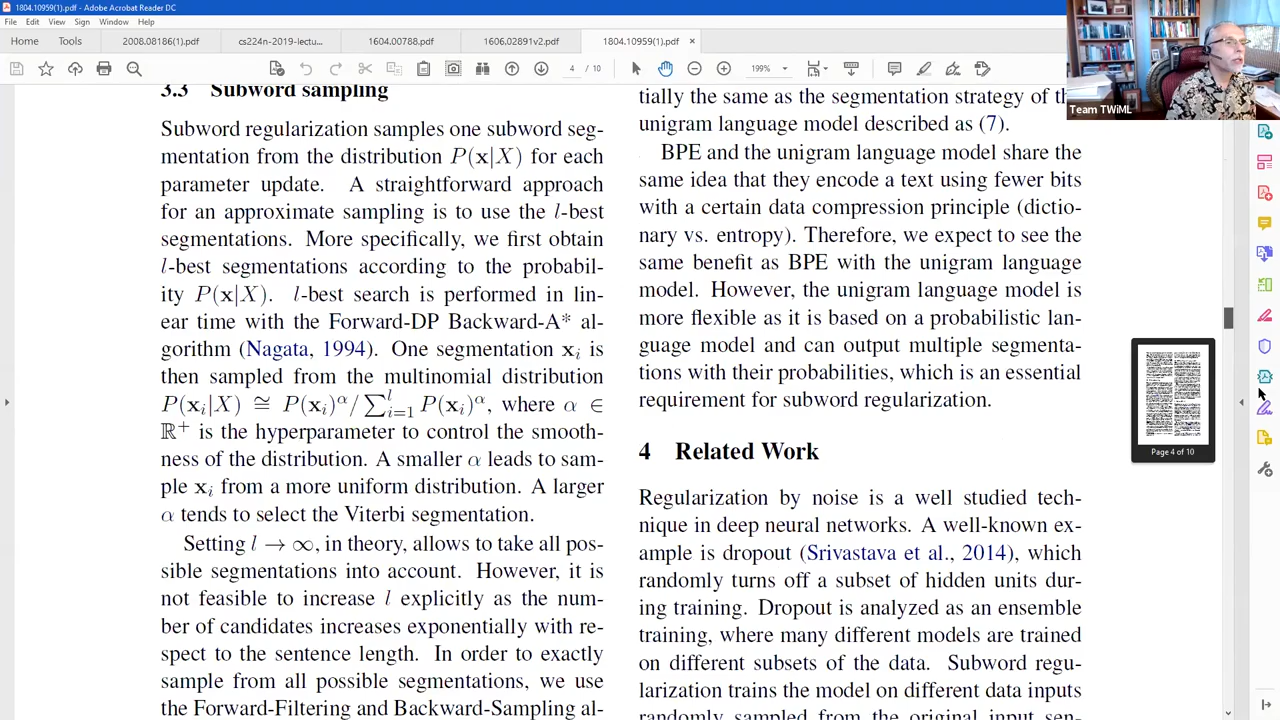 1804.10959(1).pdf - Adobe Acrobat Reader DC
File Edit View Sign Window Help
Home Tools 2008.08186(1).pdf cs224n-2019-lectu... 1604.00788.pdf 1606.02891v2.pdf 1804.10959(1).pdf ×
4 / 10 199%
Team TWiML
3.3 Subword sampling
Subword regularization samples one subword seg-
mentation from the distribution P(x|X) for each
parameter update. A straightforward approach
for an approximate sampling is to use the l-best
segmentations. More specifically, we first obtain
l-best segmentations according to the probabil-
ity P(x|X). l-best search is performed in lin-
ear time with the Forward-DP Backward-A* al-
gorithm (Nagata, 1994). One segmentation xᵢ is
then sampled from the multinomial distribution
P(xᵢ|X) ≅ P(xᵢ)^α/∑ˡᵢ₌₁ P(xᵢ)^α, where α ∈
ℝ⁺ is the hyperparameter to control the smooth-
ness of the distribution. A smaller α leads to sam-
ple xᵢ from a more uniform distribution. A larger
α tends to select the Viterbi segmentation.
Setting l → ∞, in theory, allows to take all pos-
sible segmentations into account. However, it is
not feasible to increase l explicitly as the num-
ber of candidates increases exponentially with re-
spect to the sentence length. In order to exactly
sample from all possible segmentations, we use
the Forward-Filtering and Backward-Sampling al-
tially the same as the segmentation strategy of
unigram language model described as (7).
BPE and the unigram language model share the
same idea that they encode a text using fewer bits
with a certain data compression principle (dictio-
nary vs. entropy). Therefore, we expect to see the
same benefit as BPE with the unigram language
model. However, the unigram language model is
more flexible as it is based on a probabilistic lan-
guage model and can output multiple segmenta-
tions with their probabilities, which is an essential
requirement for subword regularization.
4 Related Work
Regularization by noise is a well studied tech-
nique in deep neural networks. A well-known ex-
ample is dropout (Srivastava et al., 2014), which
randomly turns off a subset of hidden units dur-
ing training. Dropout is analyzed as an ensemble
training, where many different models are trained
on different subsets of the data. Subword regu-
larization trains the model on different data inputs
randomly sampled from the original input sen-
Page 4 of 10